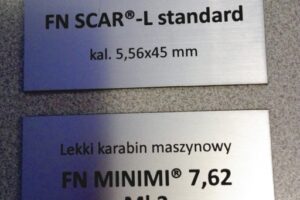 FN SCAR®-L standard
kal. 5,56x45 mm
Lekki karabin maszynowy
FN MINIMI® 7,62